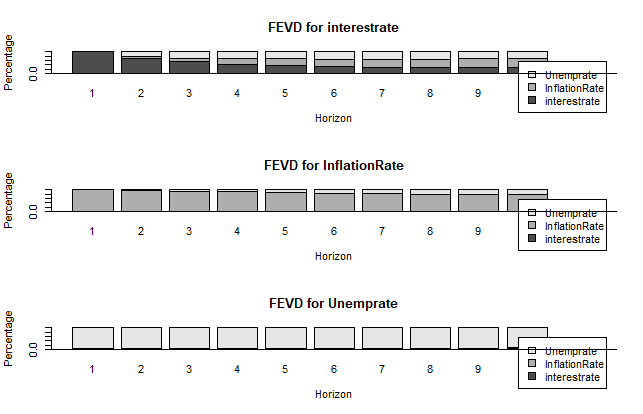 FEVD for interestrate
Percentage
0.0
1 2 3 4 5 6 7 8 9
Horizon
Unemprate
InflationRate
interestrate
FEVD for InflationRate
Percentage
0.0
1 2 3 4 5 6 7 8 9
Horizon
Unemprate
InflationRate
interestrate
FEVD for Unemprate
Percentage
0.0
1 2 3 4 5 6 7 8 9
Horizon
Unemprate
InflationRate
interestrate